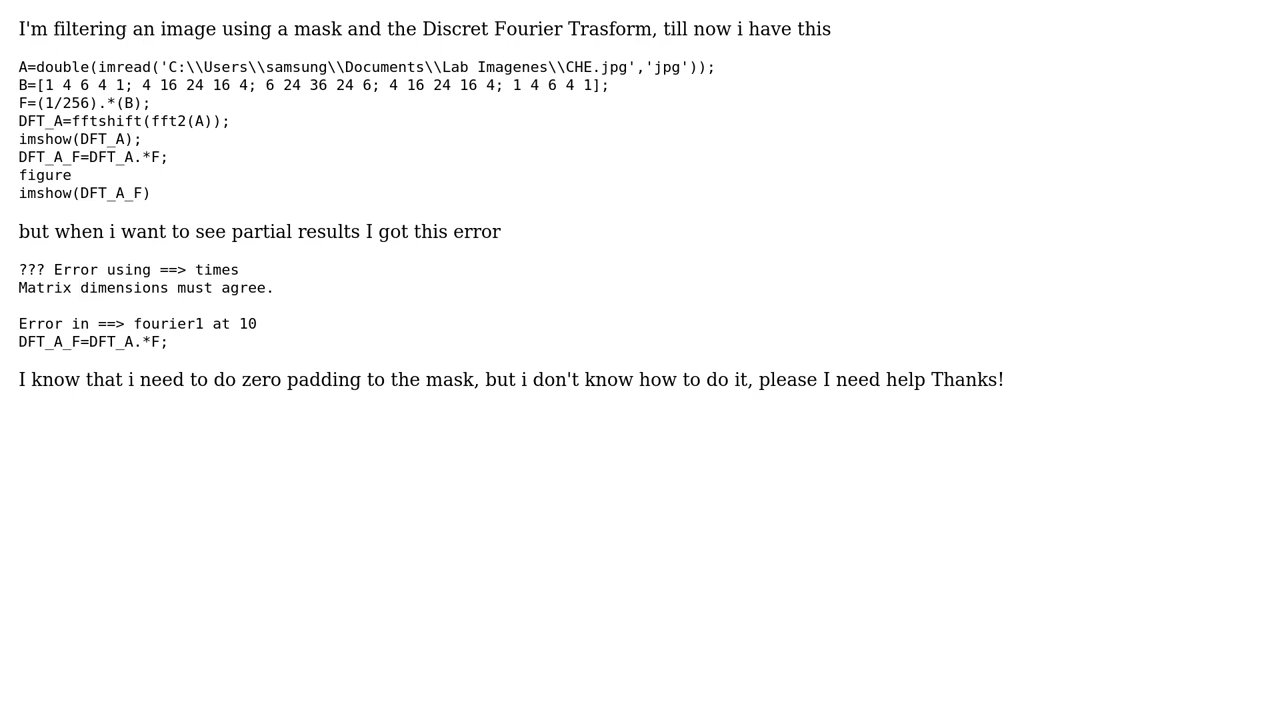 I'm filtering an image using a mask and the Discret Fourier Trasform, till now i have this
A=double(imread('C:\\Users\\samsung\\Documents\\Lab Imagenes\\CHE.jpg','jpg'));
B=[1 4 6 4 1; 4 16 24 16 4; 6 24 36 24 6; 4 16 24 16 4; 1 4 6 4 1];
F=(1/256).*(B);
DFT_A=fftshift(fft2(A));
imshow(DFT_A);
DFT_A_F=DFT_A.*F;
figure
imshow(DFT_A_F)
but when i want to see partial results I got this error
??? Error using ==> times
Matrix dimensions must agree.
Error in ==> fourier1 at 10
DFT_A_F=DFT_A.*F;
I know that i need to do zero padding to the mask, but i don't know how to do it, please I need help Thanks!